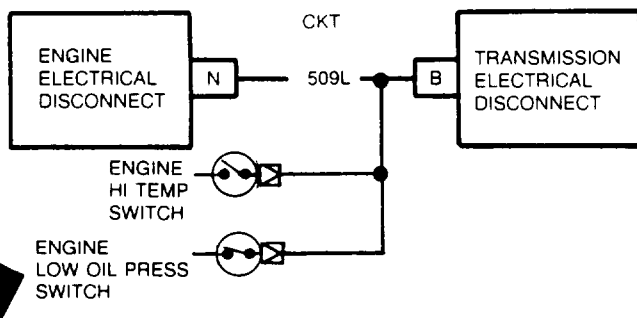 CKT
ENGINE
ELECTRICAL
DISCONNECT
N
509L
B
TRANSMISSION
ELECTRICAL
DISCONNECT
ENGINE
HI TEMP
SWITCH
ENGINE
LOW OIL PRESS
SWITCH